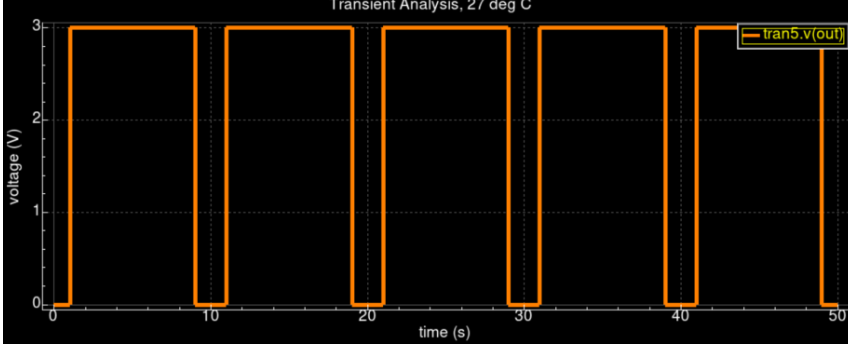 Transient Analysis, 27 deg C
tran5.v(out)
voltage (V)
3
2
1
0
0 10 20 30 40 50
time (s)